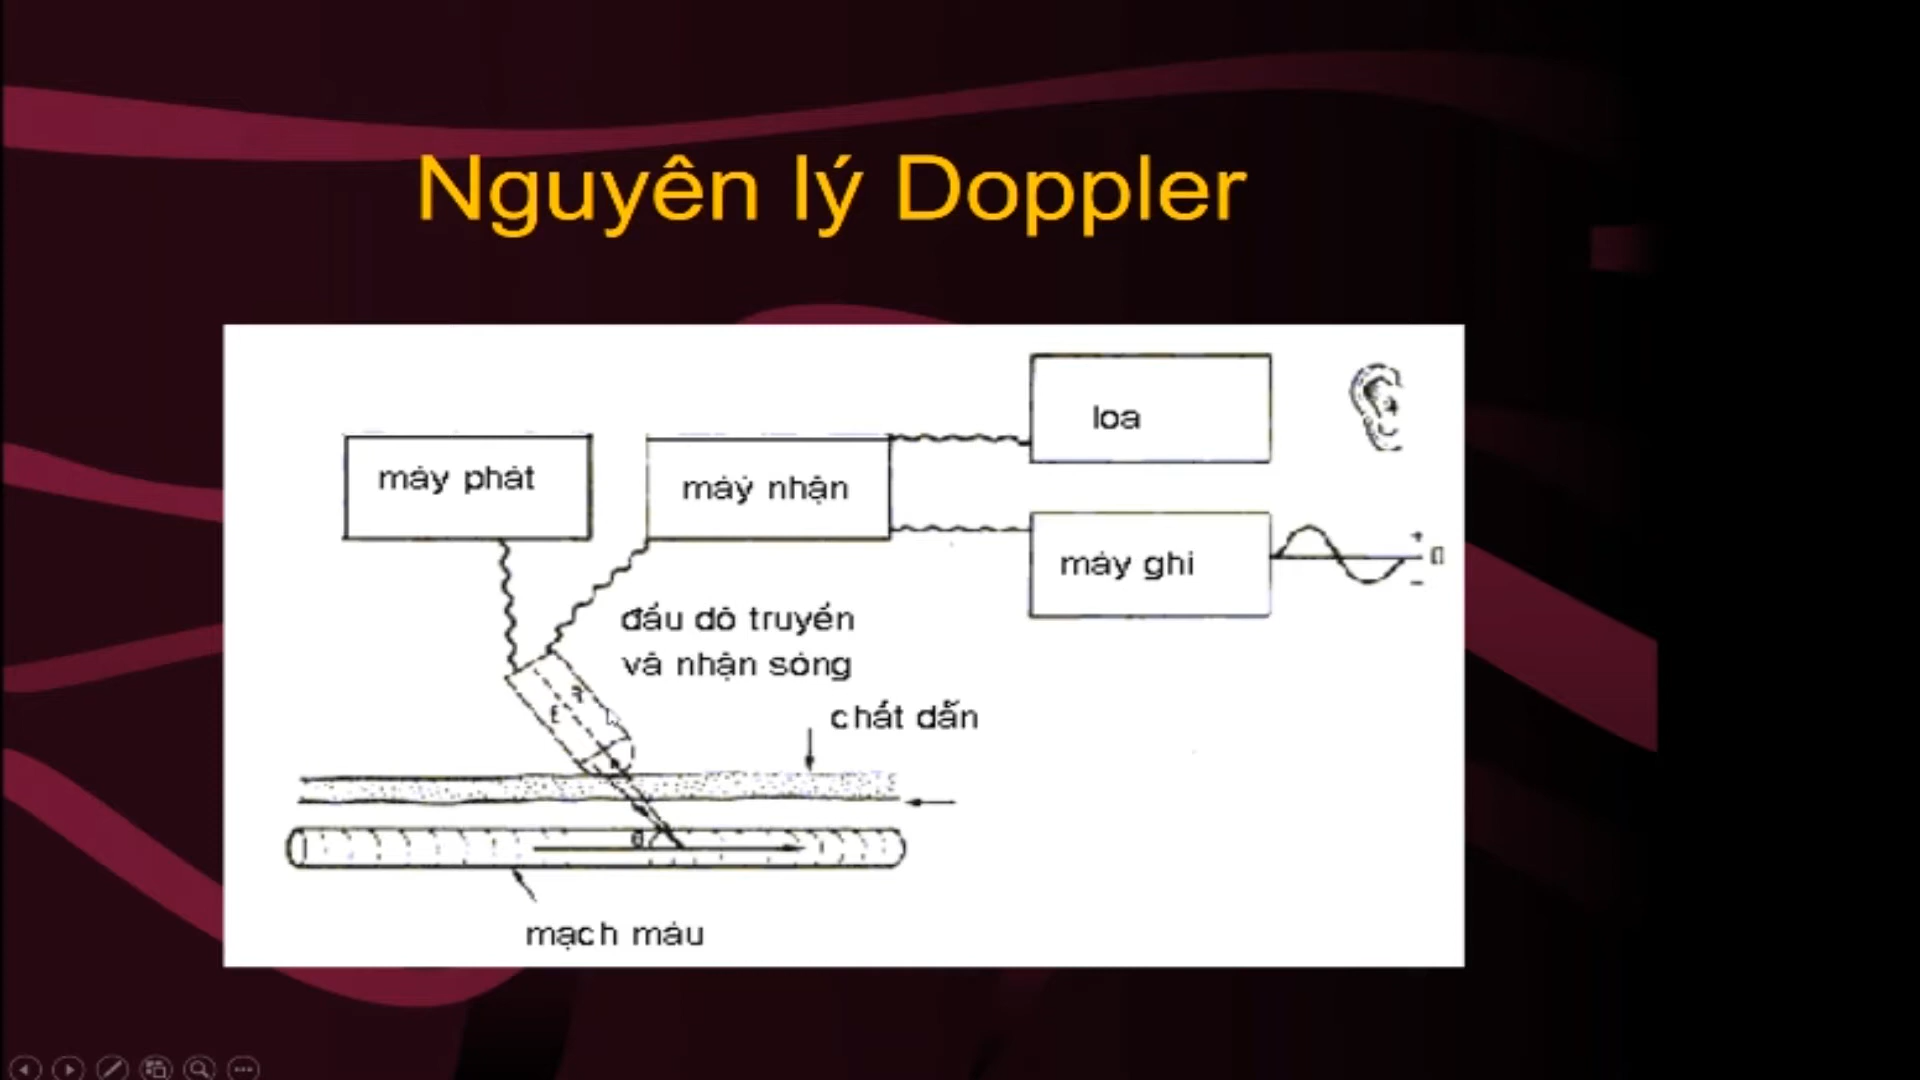 Nguyên lý Doppler
loa
máy phát
máy nhận
máy ghi
+
0
−
đầu dò truyền
và nhận sóng
R
E
chất dẫn
θ
mạch máu